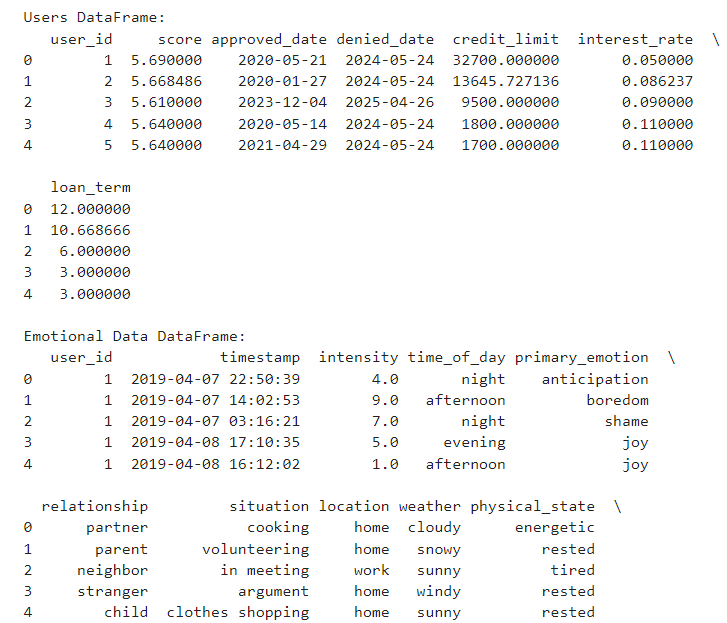 Users DataFrame:
user_id score approved_date denied_date credit_limit interest_rate \
0 1 5.690000 2020-05-21 2024-05-24 32700.000000 0.050000
1 2 5.668486 2020-01-27 2024-05-24 13645.727136 0.086237
2 3 5.610000 2023-12-04 2025-04-26 9500.000000 0.090000
3 4 5.640000 2020-05-14 2024-05-24 1800.000000 0.110000
4 5 5.640000 2021-04-29 2024-05-24 1700.000000 0.110000
loan_term
0 12.000000
1 10.668666
2 6.000000
3 3.000000
4 3.000000
Emotional Data DataFrame:
user_id timestamp intensity time_of_day primary_emotion \
0 1 2019-04-07 22:50:39 4.0 night anticipation
1 1 2019-04-07 14:02:53 9.0 afternoon boredom
2 1 2019-04-07 03:16:21 7.0 night shame
3 1 2019-04-08 17:10:35 5.0 evening joy
4 1 2019-04-08 16:12:02 1.0 afternoon joy
relationship situation location weather physical_state \
0 partner cooking home cloudy energetic
1 parent volunteering home snowy rested
2 neighbor in meeting work sunny tired
3 stranger argument home windy rested
4 child clothes shopping home sunny rested